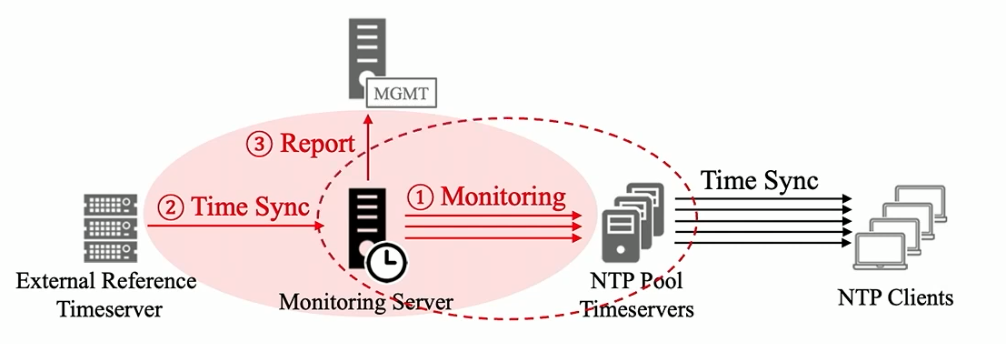 MGMT
③ Report
② Time Sync
① Monitoring
Time Sync
External Reference
Timeserver
Monitoring Server
NTP Pool
Timeservers
NTP Clients